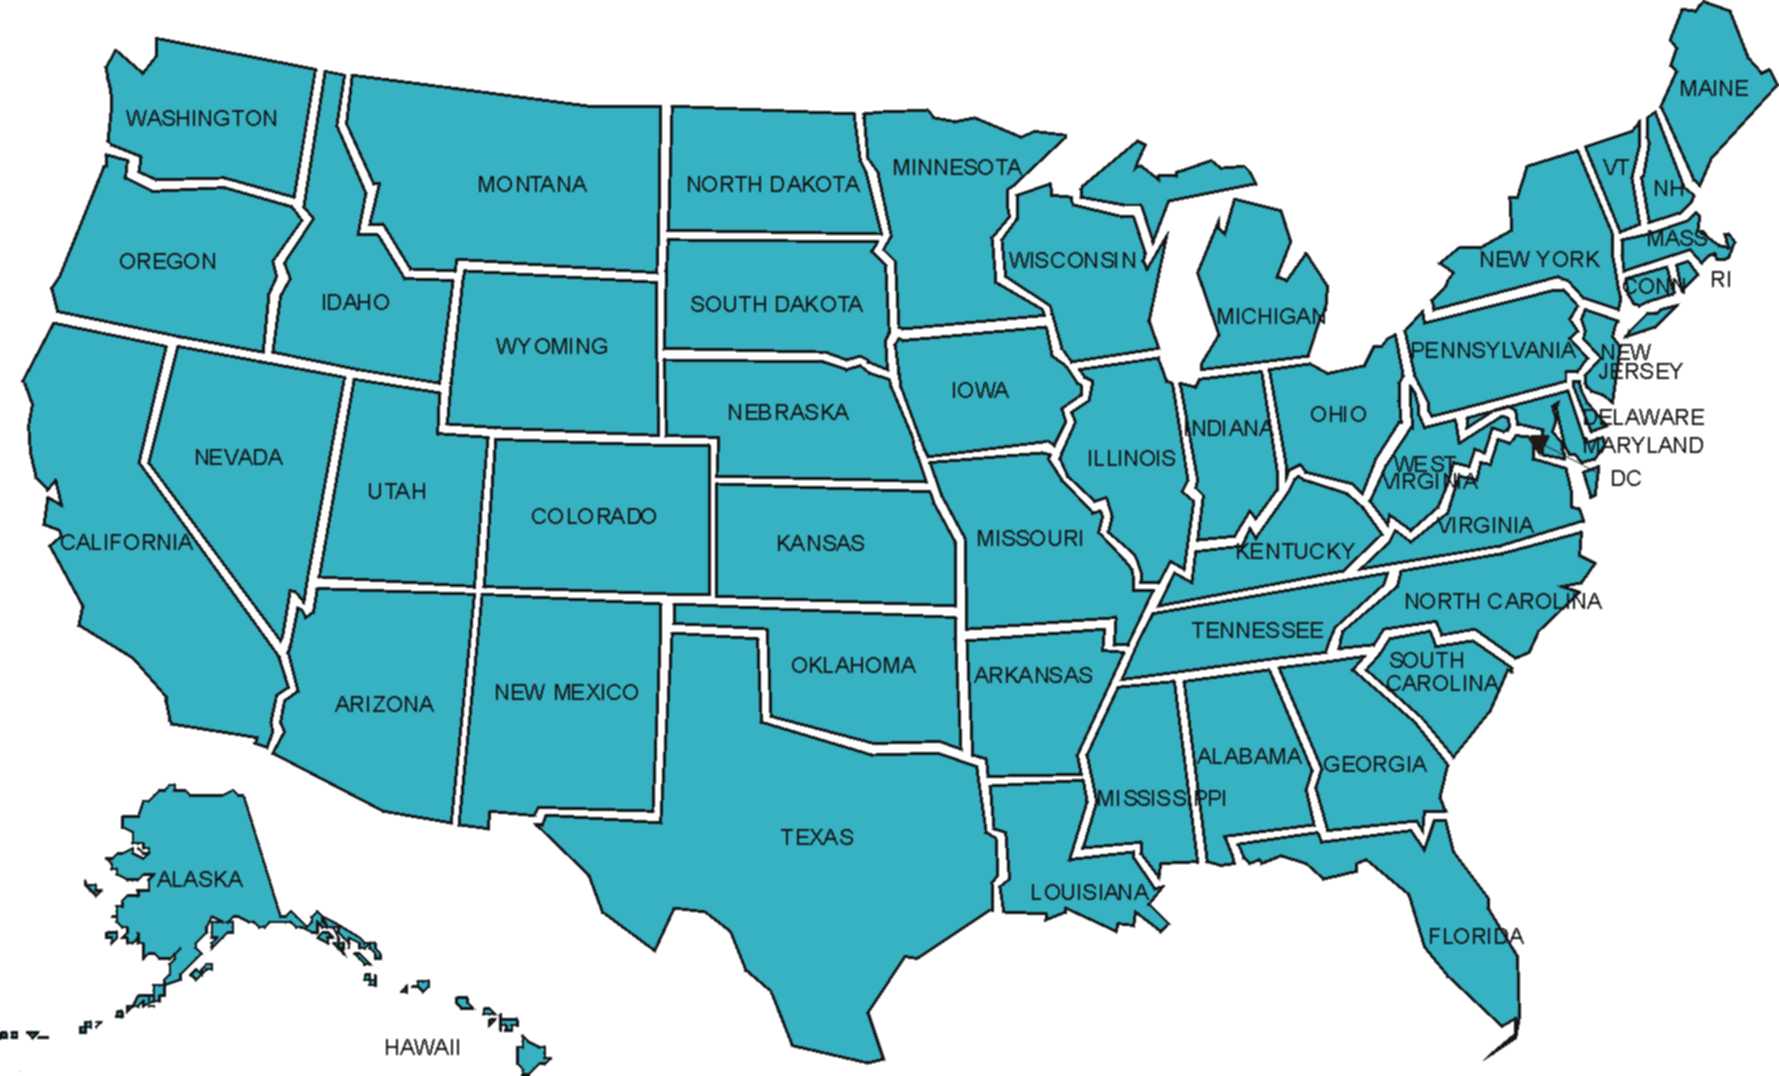 MAINE
WASHINGTON
VT
MINNESOTA
MONTANA
NORTH DAKOTA
NH
MASS
OREGON
WISCONSIN
NEW YORK
RI
CONN
IDAHO
SOUTH DAKOTA
MICHIGAN
WYOMING
PENNSYLVANIA
NEW
JERSEY
IOWA
NEBRASKA
OHIO
DELAWARE
INDIANA
MARYLAND
NEVADA
ILLINOIS
WEST
VIRGINIA
DC
UTAH
COLORADO
VIRGINIA
CALIFORNIA
KANSAS
MISSOURI
KENTUCKY
NORTH CAROLINA
TENNESSEE
OKLAHOMA
ARKANSAS
SOUTH
CAROLINA
ARIZONA
NEW MEXICO
ALABAMA
GEORGIA
MISSISSIPPI
TEXAS
ALASKA
LOUISIANA
FLORIDA
HAWAII